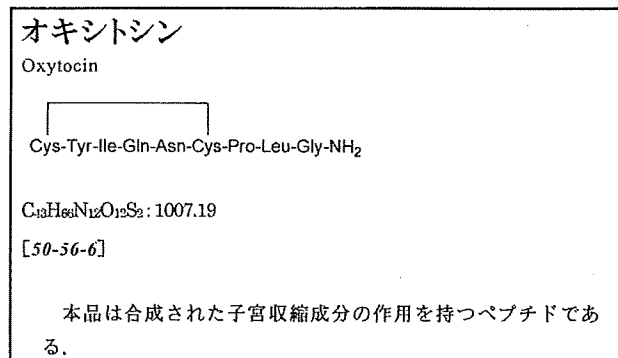 オキシトシン
Oxytocin
Cys-Tyr-Ile-Gln-Asn-Cys-Pro-Leu-Gly-NH₂
C₄₃H₆₆N₁₂O₁₂S₂ : 1007.19
[50-56-6]
本品は合成された子宮収縮成分の作用を持つペプチドであ
る.